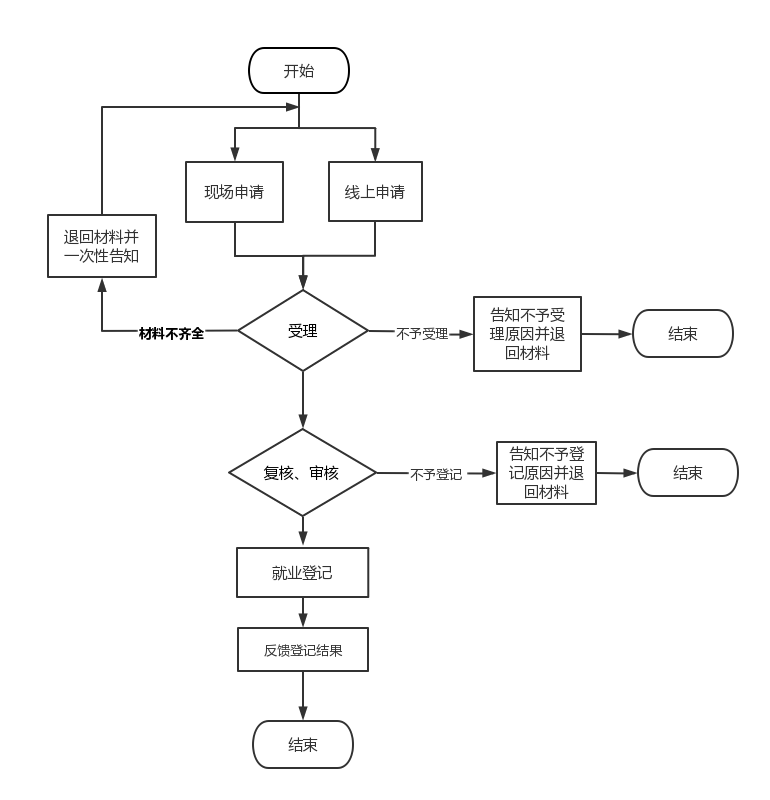 开始
现场申请
线上申请
退回材料并
一次性告知
材料不齐全
受理
不予受理
告知不予受
理原因并退
回材料
结束
复核、审核
不予登记
告知不予登
记原因并退
回材料
结束
就业登记
反馈登记结果
结束